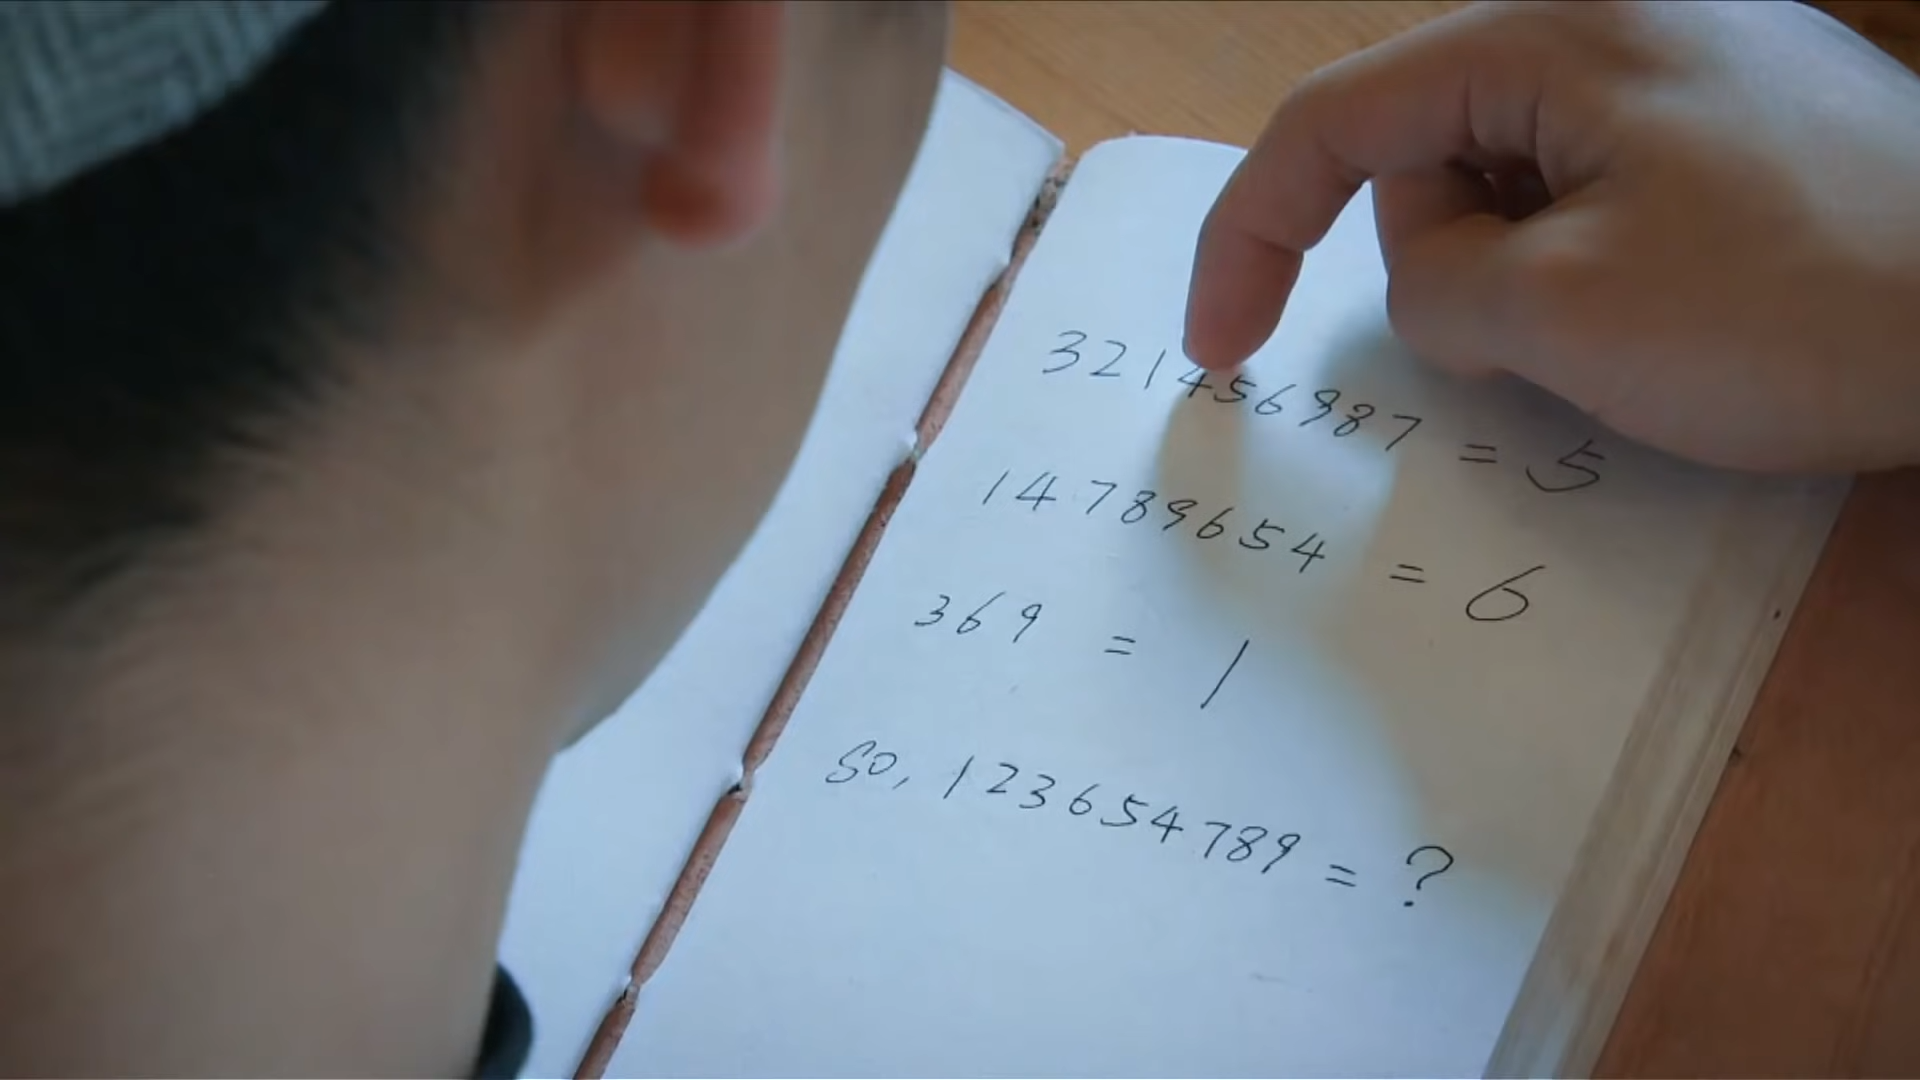 321456987 = 5
14789654 = 6
369 = 1
So, 123654789 = ?